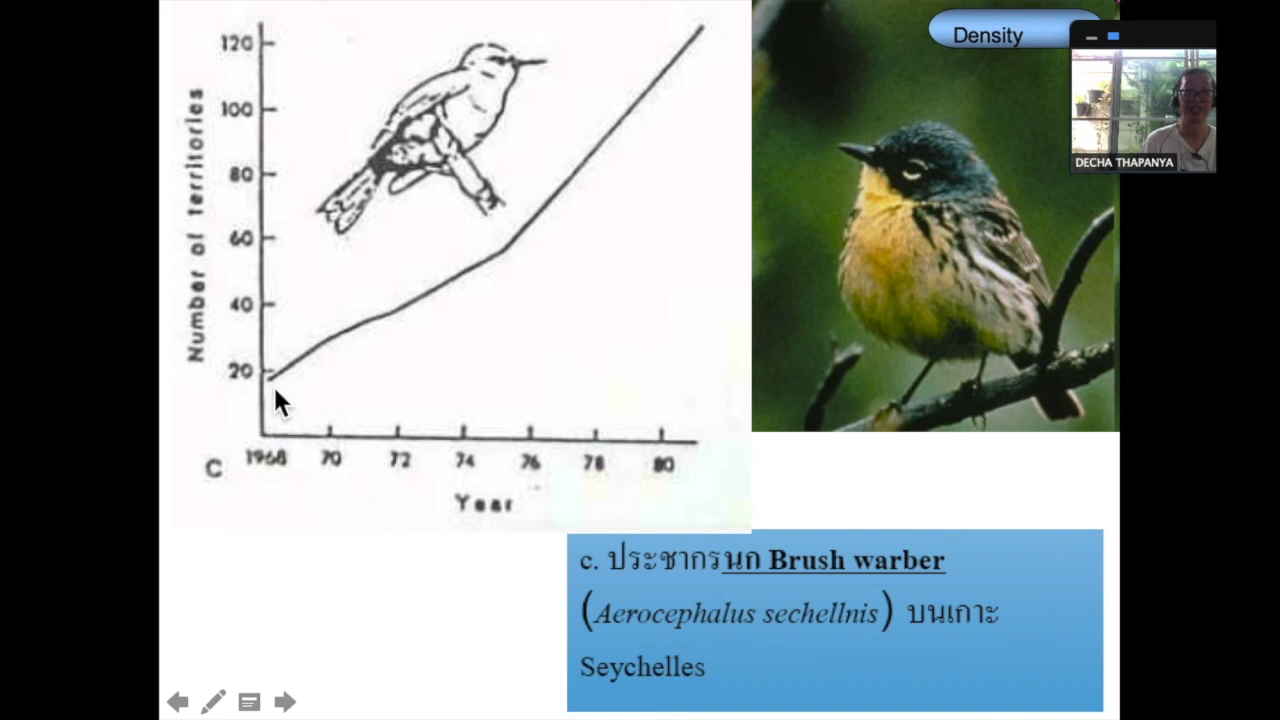 Density
DECHA THAPANYA
120
100
80
60
40
20
Number of territories
1968 70 72 74 76 78 80
C
Year
c. ประชากรนก Brush warber
(Aerocephalus sechellnis) บนเกาะ
Seychelles